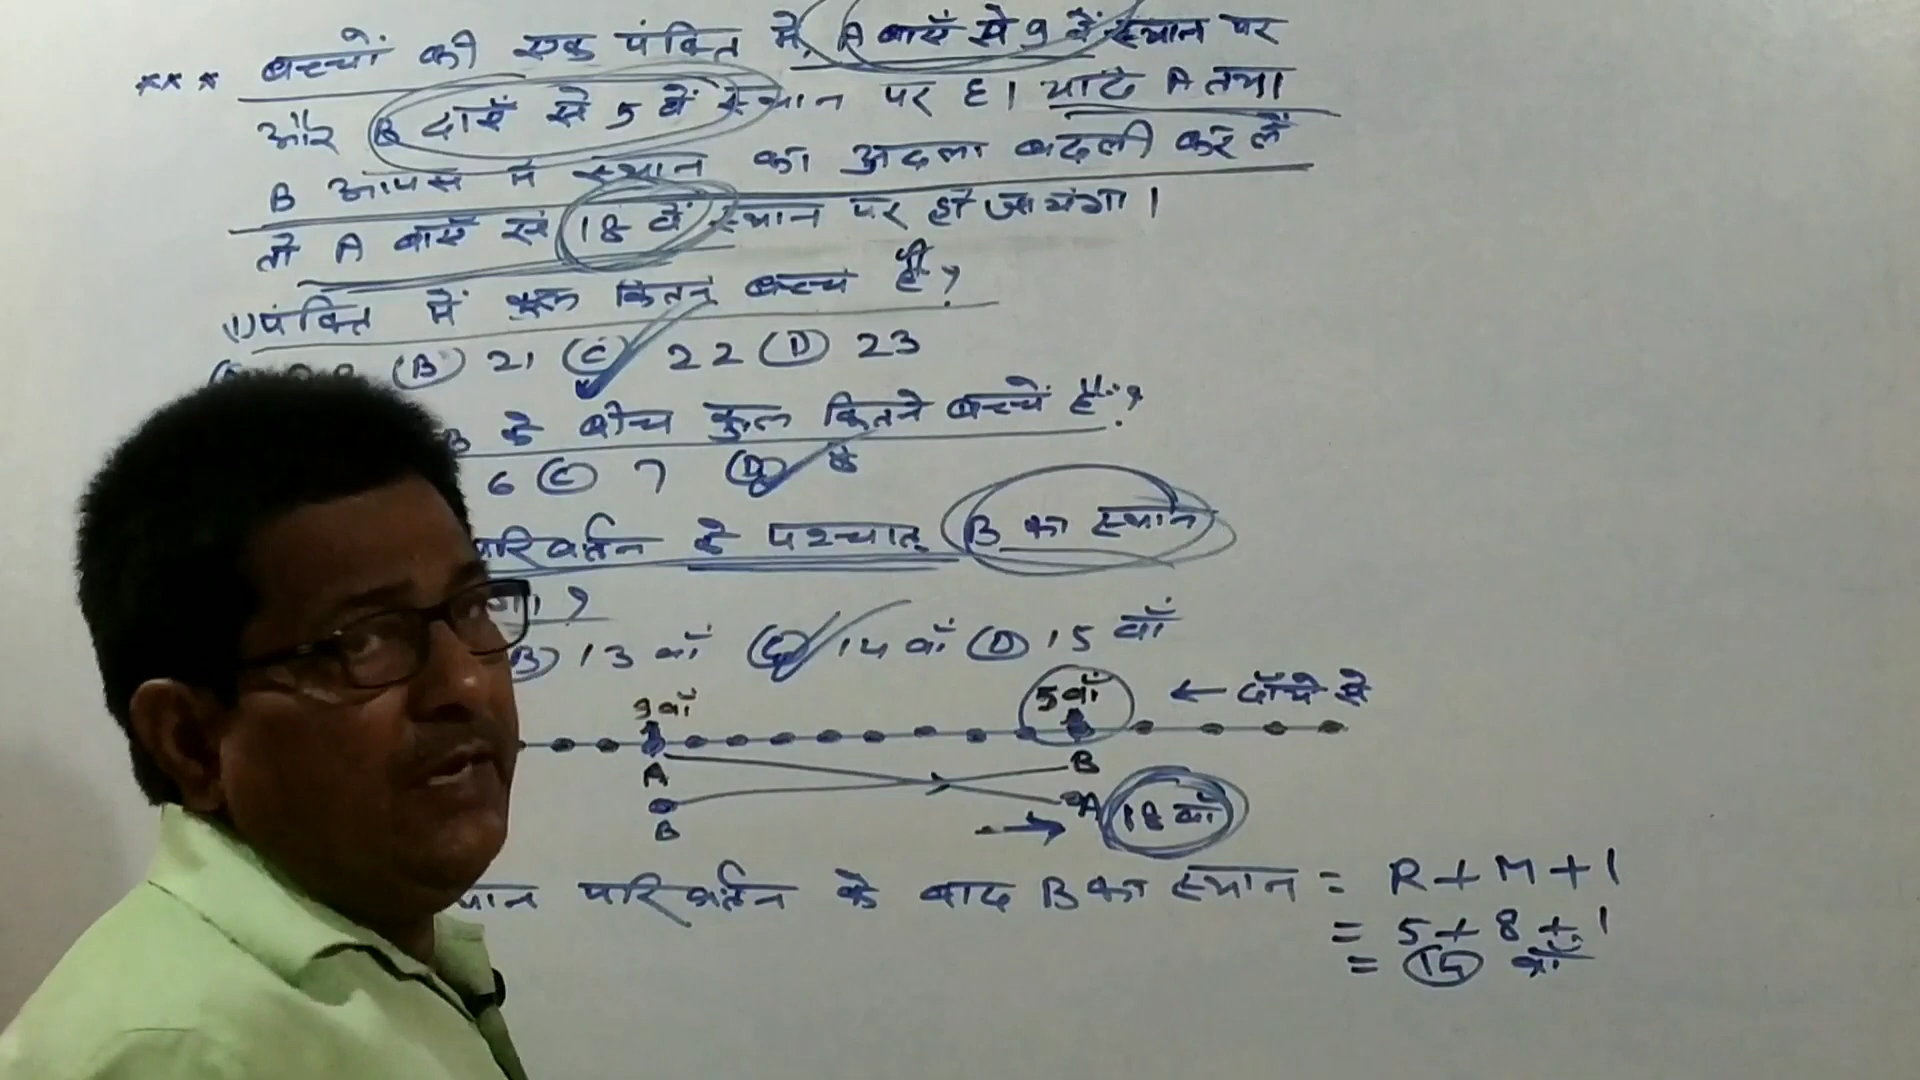 *** बच्चों की एक पंक्ति में, A बाएँ से 9 वें स्थान पर
और B दाएँ से 5 वें स्थान पर है। यदि A तथा
B आपस में स्थान का अदला बदली कर लें
तो A बाएँ से 18 वें स्थान पर हो जायेगा।
(1) पंक्ति में कुल कितने बच्चे हैं?
(B) 21 (C) 22 (D) 23
B के बीच कुल कितने बच्चें हैं?
6 (C) 7 (D) 8
परिवर्तन के पश्चात् B का स्थान
?
(B) 13 वाँ (C) 14 वाँ (D) 15 वाँ
9 वाँ 5 वाँ ← दाँये से
A B
B A 18 वाँ
→
परिवर्तन के बाद B का स्थान = R + M + 1
= 5 + 8 + 1
= 14 वाँ